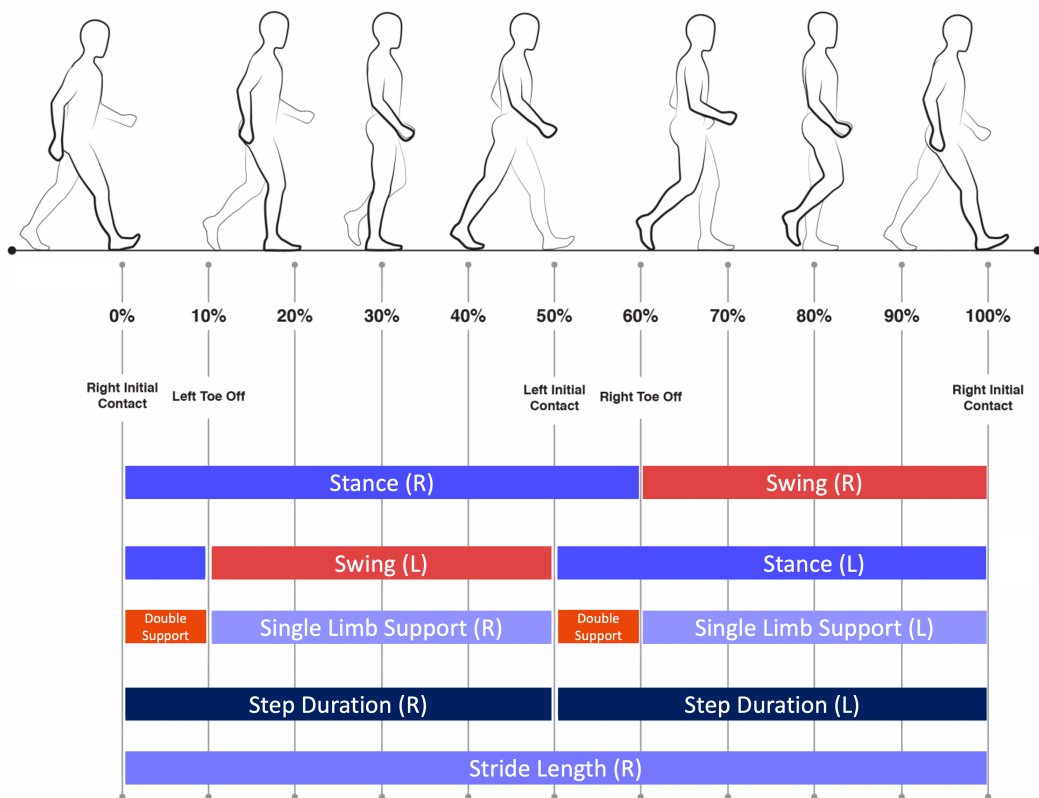 0% 10% 20% 30% 40% 50% 60% 70% 80% 90% 100%
Right Initial
Contact
Left Toe Off
Left Initial
Contact
Right Toe Off
Right Initial
Contact
Stance (R)
Swing (R)
Swing (L)
Stance (L)
Double
Support
Single Limb Support (R)
Double
Support
Single Limb Support (L)
Step Duration (R)
Step Duration (L)
Stride Length (R)